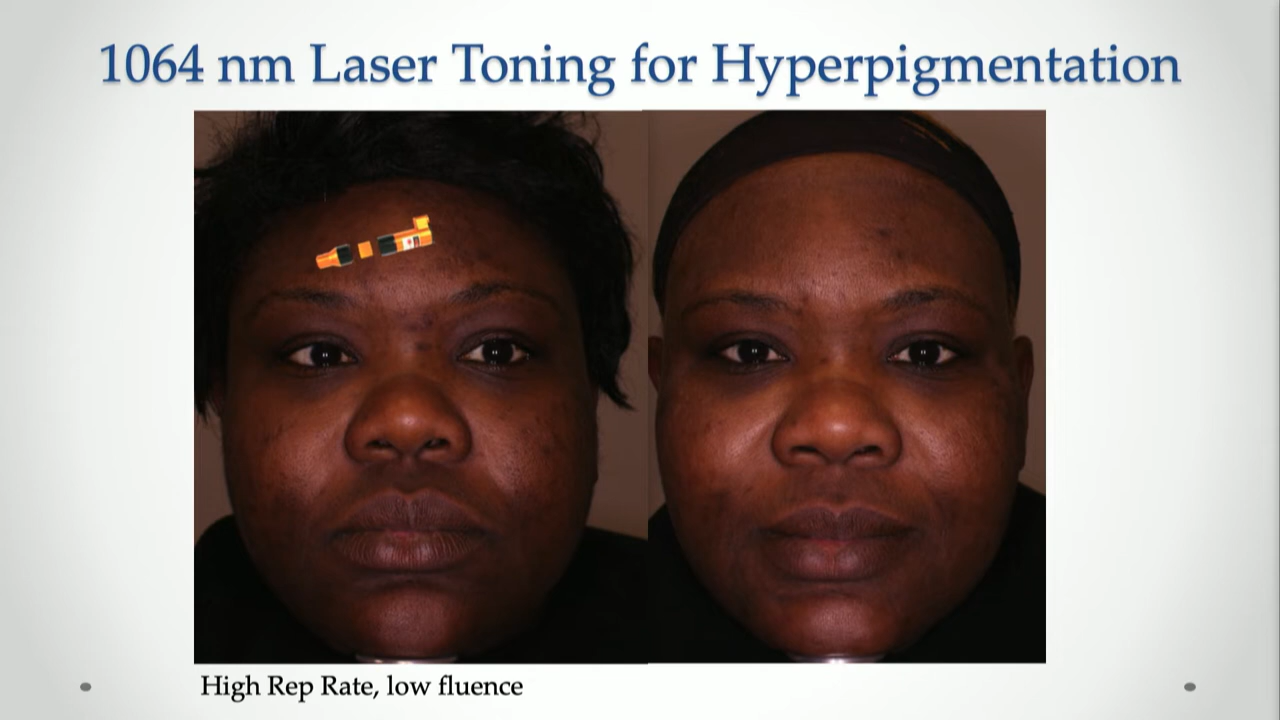 1064 nm Laser Toning for Hyperpigmentation
High Rep Rate, low fluence